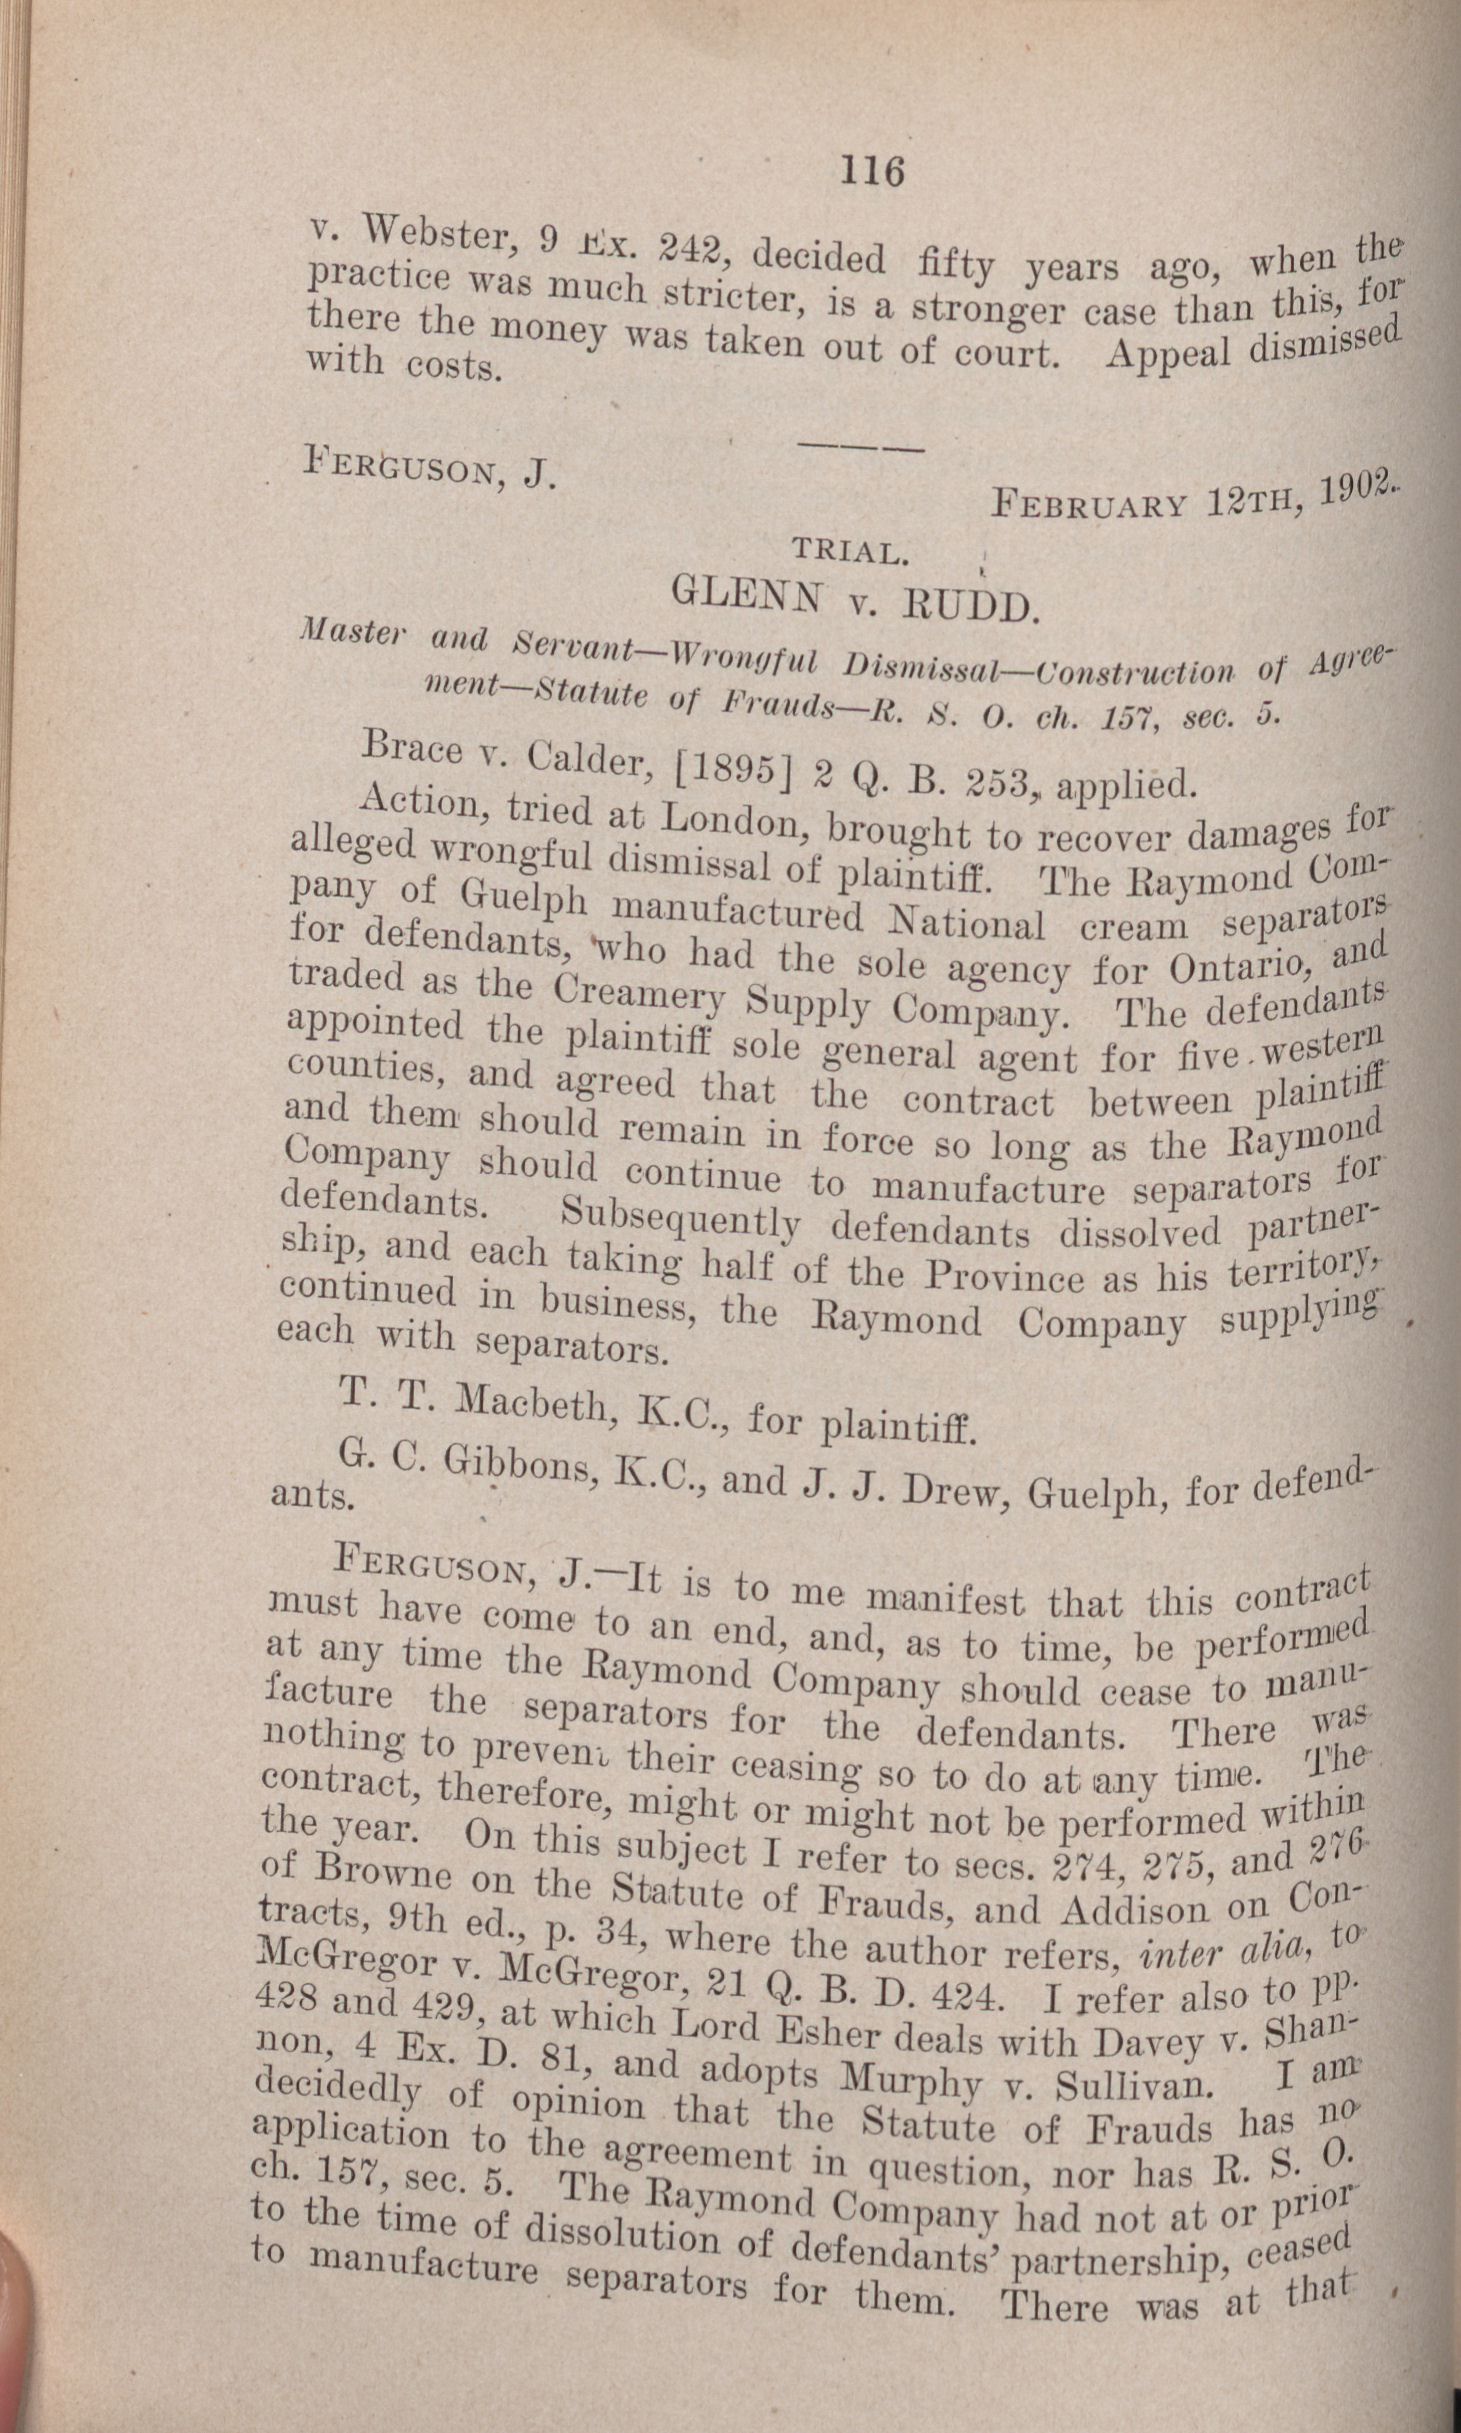 116
v. Webster, 9 Ex. 242, decided fifty years ago, when the
practice was much stricter, is a stronger case than this, for
there the money was taken out of court. Appeal dismissed
with costs.
FERGUSON, J.
FEBRUARY 12TH, 1902.
TRIAL.
GLENN v. RUDD.
Master and Servant—Wrongful Dismissal—Construction of Agree-
ment—Statute of Frauds—R. S. O. ch. 157, sec. 5.
Brace v. Calder, [1895] 2 Q. B. 253, applied.
Action, tried at London, brought to recover damages for
alleged wrongful dismissal of plaintiff. The Raymond Com-
pany of Guelph manufactured National cream separators
for defendants, who had the sole agency for Ontario, and
traded as the Creamery Supply Company. The defendants
appointed the plaintiff sole general agent for five western
counties, and agreed that the contract between plaintiff
and them should remain in force so long as the Raymond
Company should continue to manufacture separators for
defendants. Subsequently defendants dissolved partner-
ship, and each taking half of the Province as his territory,
continued in business, the Raymond Company supplying
each with separators.
T. T. Macbeth, K.C., for plaintiff.
G. C. Gibbons, K.C., and J. J. Drew, Guelph, for defend-
ants.
FERGUSON, J.—It is to me manifest that this contract
must have come to an end, and, as to time, be performed
at any time the Raymond Company should cease to manu-
facture the separators for the defendants. There was
nothing to prevent their ceasing so to do at any time. The
contract, therefore, might or might not be performed within
the year. On this subject I refer to secs. 274, 275, and 276
of Browne on the Statute of Frauds, and Addison on Con-
tracts, 9th ed., p. 34, where the author refers, inter alia, to
McGregor v. McGregor, 21 Q. B. D. 424. I refer also to pp.
428 and 429, at which Lord Esher deals with Davey v. Shan-
non, 4 Ex. D. 81, and adopts Murphy v. Sullivan. I am
decidedly of opinion that the Statute of Frauds has no
application to the agreement in question, nor has R. S. O.
ch. 157, sec. 5. The Raymond Company had not at or prior
to the time of dissolution of defendants' partnership, ceased
to manufacture separators for them. There was at that